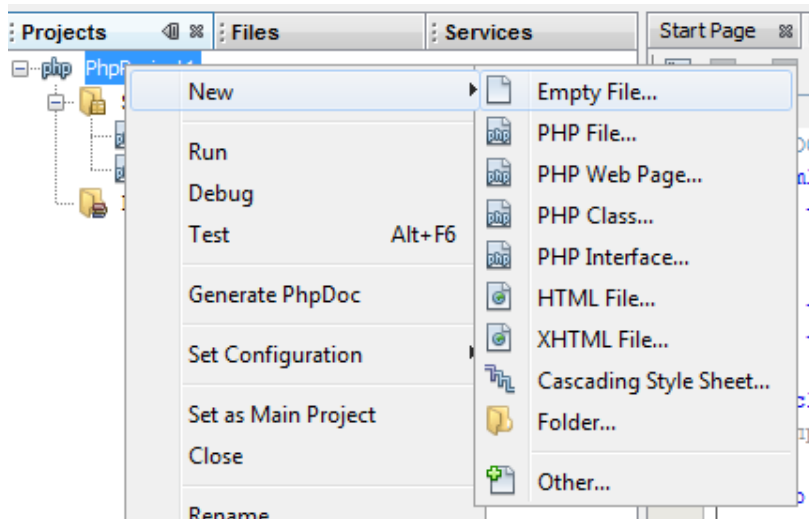 Projects
Files
Services
Start Page
php
New
Empty File...
PHP File...
PHP Web Page...
PHP Class...
PHP Interface...
HTML File...
XHTML File...
Cascading Style Sheet...
Folder...
Other...
Run
Debug
Test Alt+F6
Generate PhpDoc
Set Configuration
Set as Main Project
Close
Rename